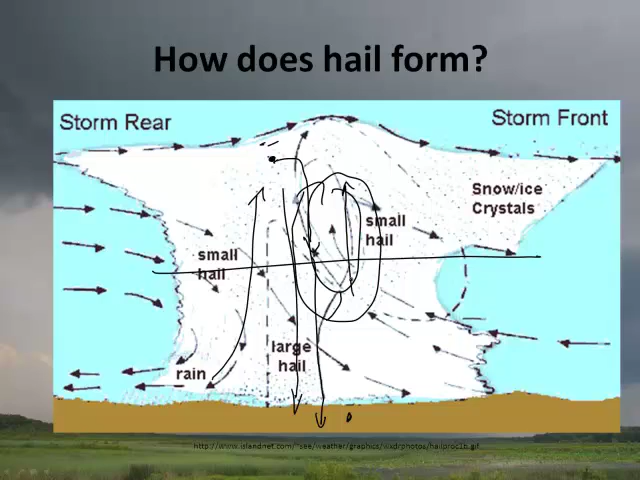 How does hail form?
Storm Rear
Storm Front
Snow/ice
Crystals
small
hail
small
hail
large
hail
rain
http://www.islandnet.com/~see/weather/graphics/wxdrphotos/hailproc1b.gif